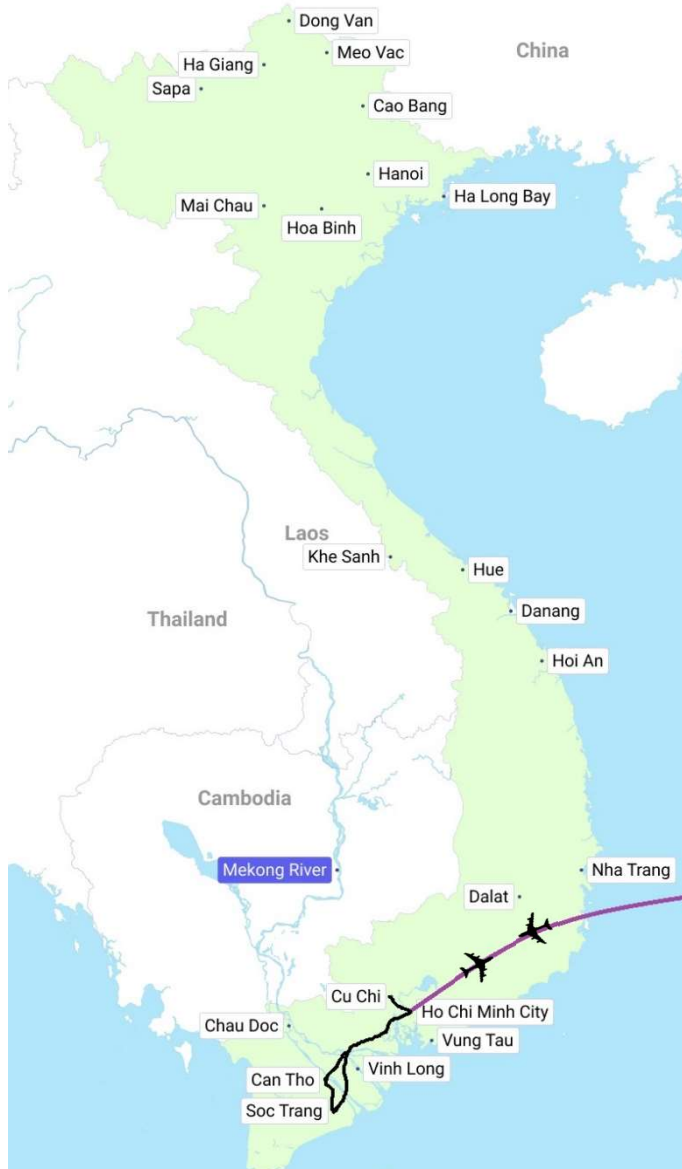 Dong Van
China
Meo Vac
Ha Giang
Sapa
Cao Bang
Hanoi
Ha Long Bay
Mai Chau
Hoa Binh
Laos
Khe Sanh
Hue
Danang
Thailand
Hoi An
Cambodia
Mekong River
Nha Trang
Dalat
Cu Chi
Ho Chi Minh City
Chau Doc
Vung Tau
Vinh Long
Can Tho
Soc Trang